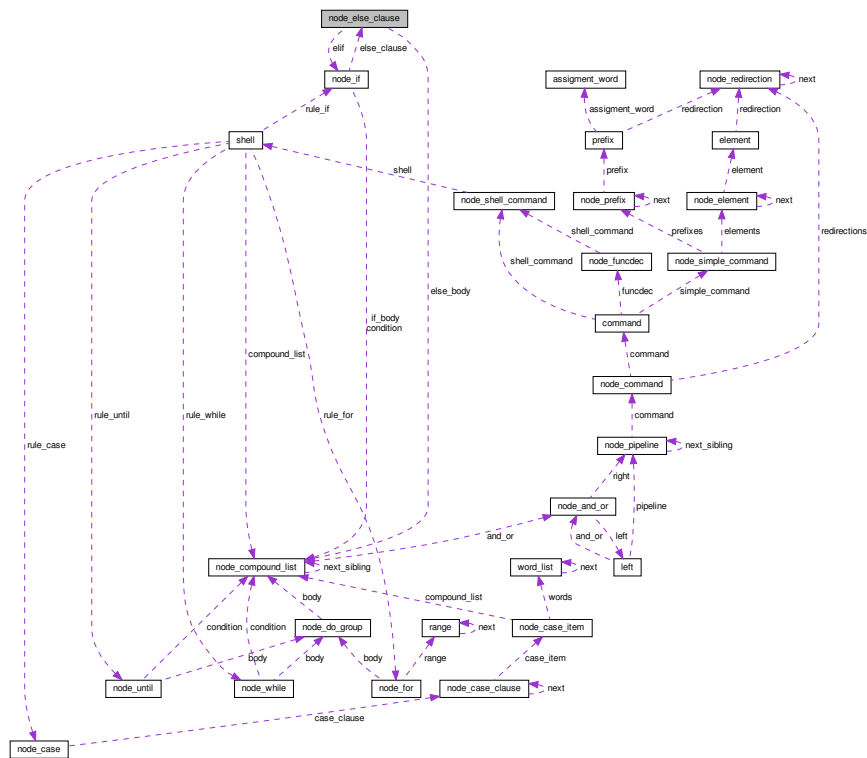 node_else_clause
elif
else_clause
node_if
assigment_word
node_redirection
next
assigment_word
redirection
redirection
rule_if
shell
prefix
element
shell
prefix
element
node_shell_command
node_prefix
next
node_element
next
shell_command
prefixes
elements
redirections
shell_command
node_funcdec
node_simple_command
else_body
funcdec
simple_command
if_body
condition
command
compound_list
command
node_command
rule_until
rule_while
rule_for
command
rule_case
node_pipeline
next_sibling
right
pipeline
node_and_or
and_or
and_or
left
node_compound_list
next_sibling
word_list
next
left
body
compound_list
words
condition
condition
node_do_group
range
next
node_case_item
body
body
body
range
case_item
node_until
node_while
node_for
node_case_clause
next
case_clause
node_case